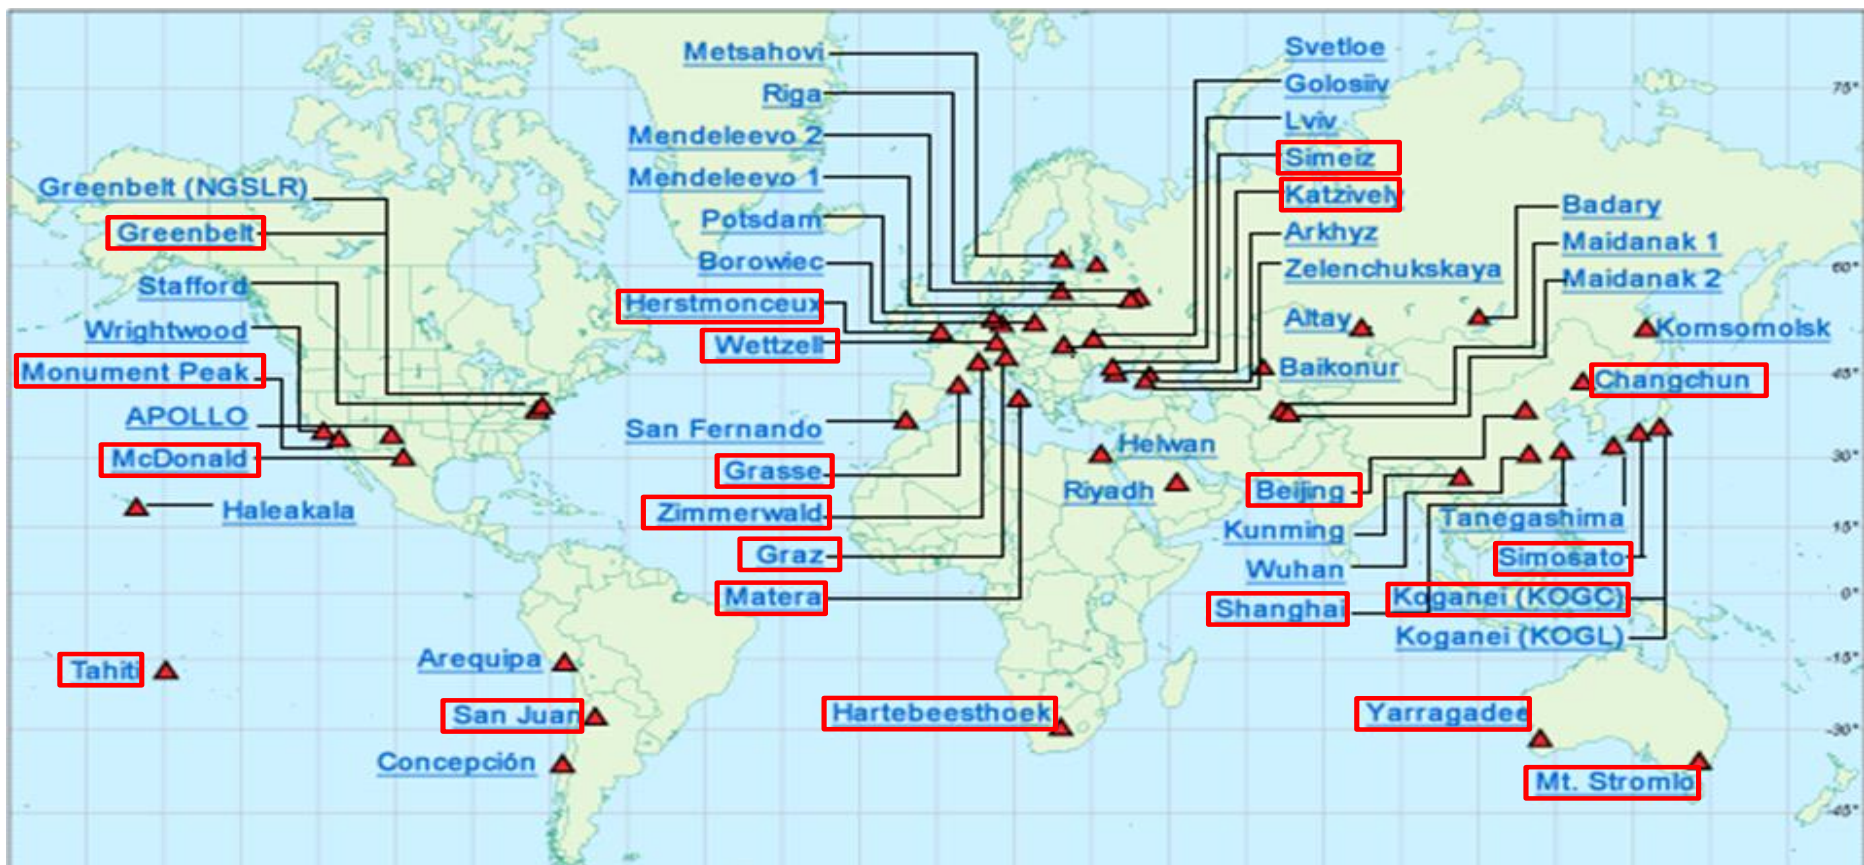 Metsahovi
Riga
Mendeleevo 2
Mendeleevo 1
Potsdam
Borowiec
Herstmonceux
Wettzell
San Fernando
Grasse
Zimmerwald
Graz
Matera
Greenbelt (NGSLR)
Greenbelt
Stafford
Wrightwood
Monument Peak
APOLLO
McDonald
Haleakala
Tahiti
Arequipa
San Juan
Concepción
Hartebeesthoek
Svetloe
Golosiiv
Lviv
Simeiz
Katzively
Arkhyz
Zelenchukskaya
Altay
Baikonur
Helwan
Riyadh
Badary
Maidanak 1
Maidanak 2
Komsomolsk
Changchun
Beijing
Kunming
Wuhan
Shanghai
Tanegashima
Simosato
Koganei (KOGC)
Koganei (KOGL)
Yarragadee
Mt. Stromlo
75°
60°
45°
30°
15°
0°
-15°
-30°
-45°